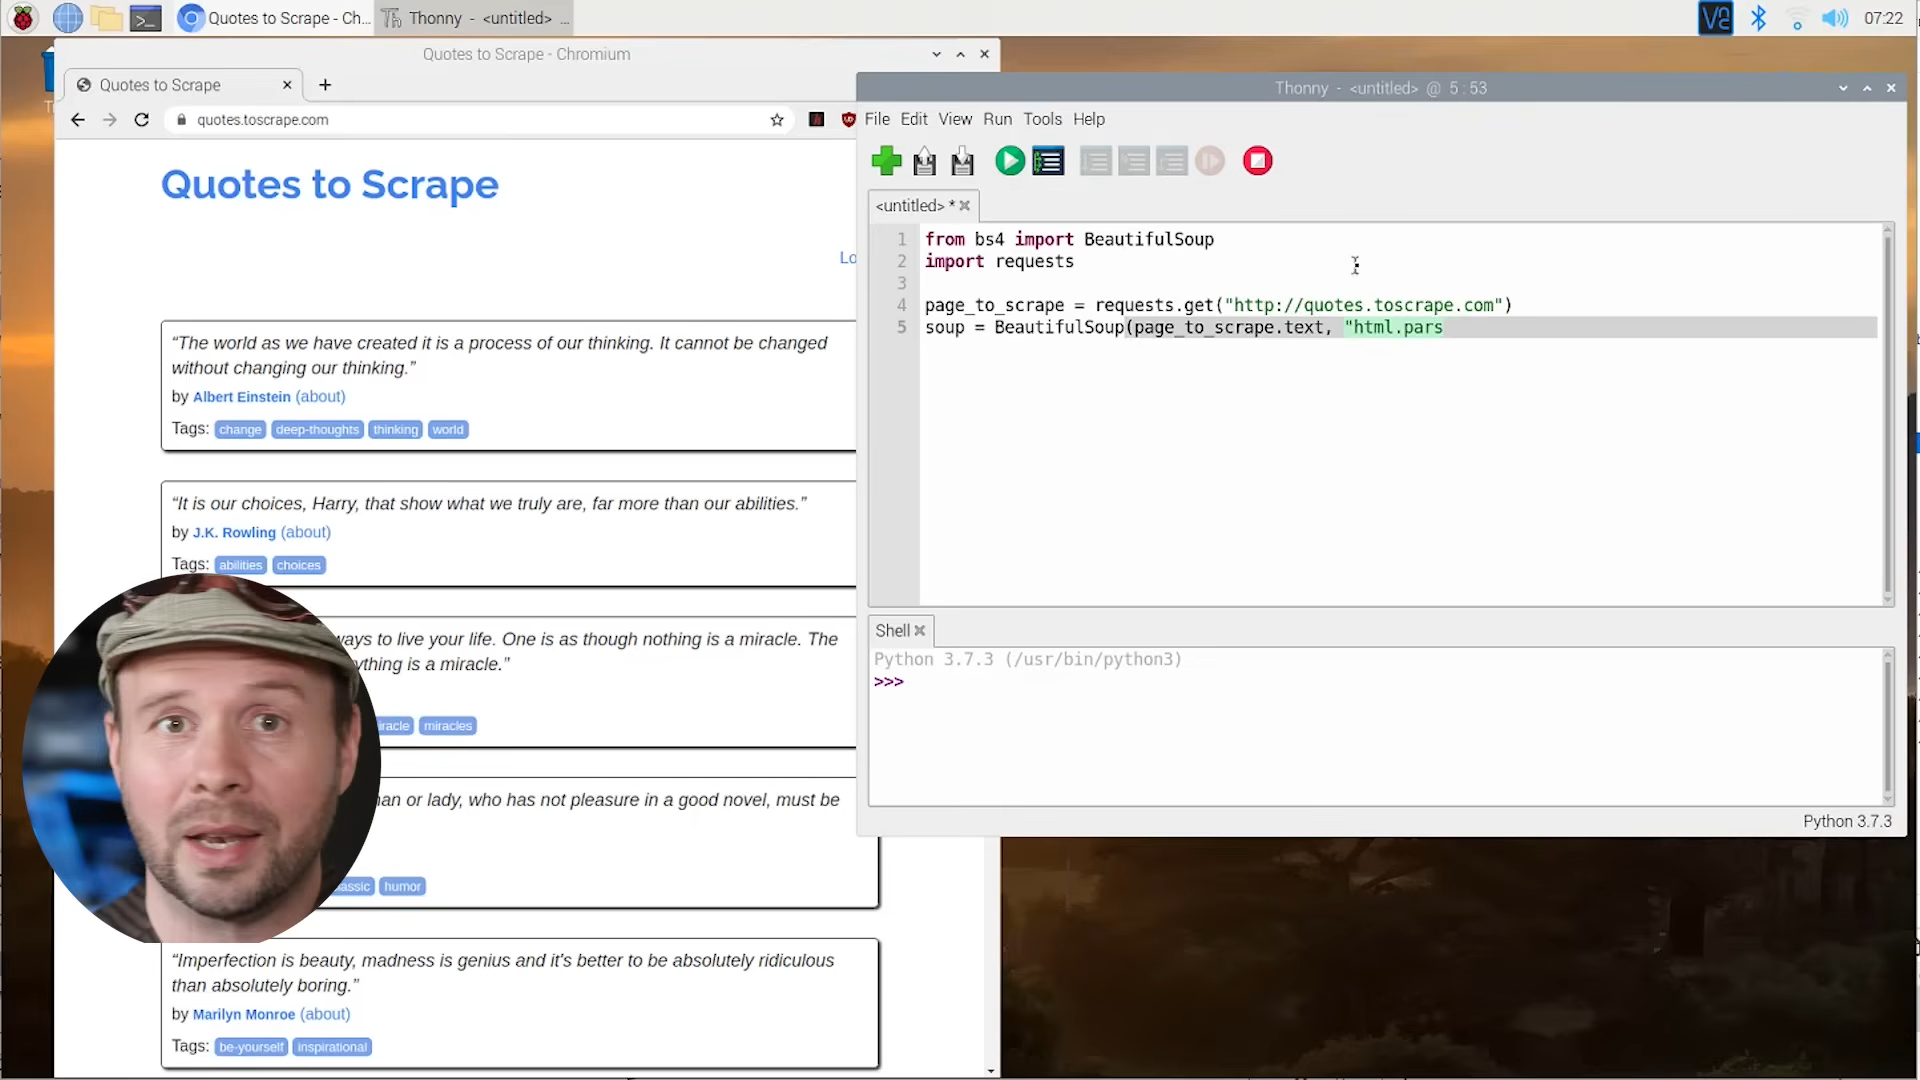 Quotes to Scrape - Ch...
Thonny - <untitled> ...
07:22
Quotes to Scrape - Chromium
Quotes to Scrape
quotes.toscrape.com
Quotes to Scrape
Lo
“The world as we have created it is a process of our thinking. It cannot be changed
without changing our thinking.”
by Albert Einstein (about)
Tags: change deep-thoughts thinking world
“It is our choices, Harry, that show what we truly are, far more than our abilities.”
by J.K. Rowling (about)
Tags: abilities choices
ways to live your life. One is as though nothing is a miracle. The
ything is a miracle.”
iracle miracles
an or lady, who has not pleasure in a good novel, must be
assic humor
“Imperfection is beauty, madness is genius and it's better to be absolutely ridiculous
than absolutely boring.”
by Marilyn Monroe (about)
Tags: be-yourself inspirational
Thonny - <untitled> @ 5:53
File Edit View Run Tools Help
<untitled> *
1 from bs4 import BeautifulSoup
2 import requests
3
4 page_to_scrape = requests.get("http://quotes.toscrape.com")
5 soup = BeautifulSoup(page_to_scrape.text, "html.pars
Shell
Python 3.7.3 (/usr/bin/python3)
>>>
Python 3.7.3